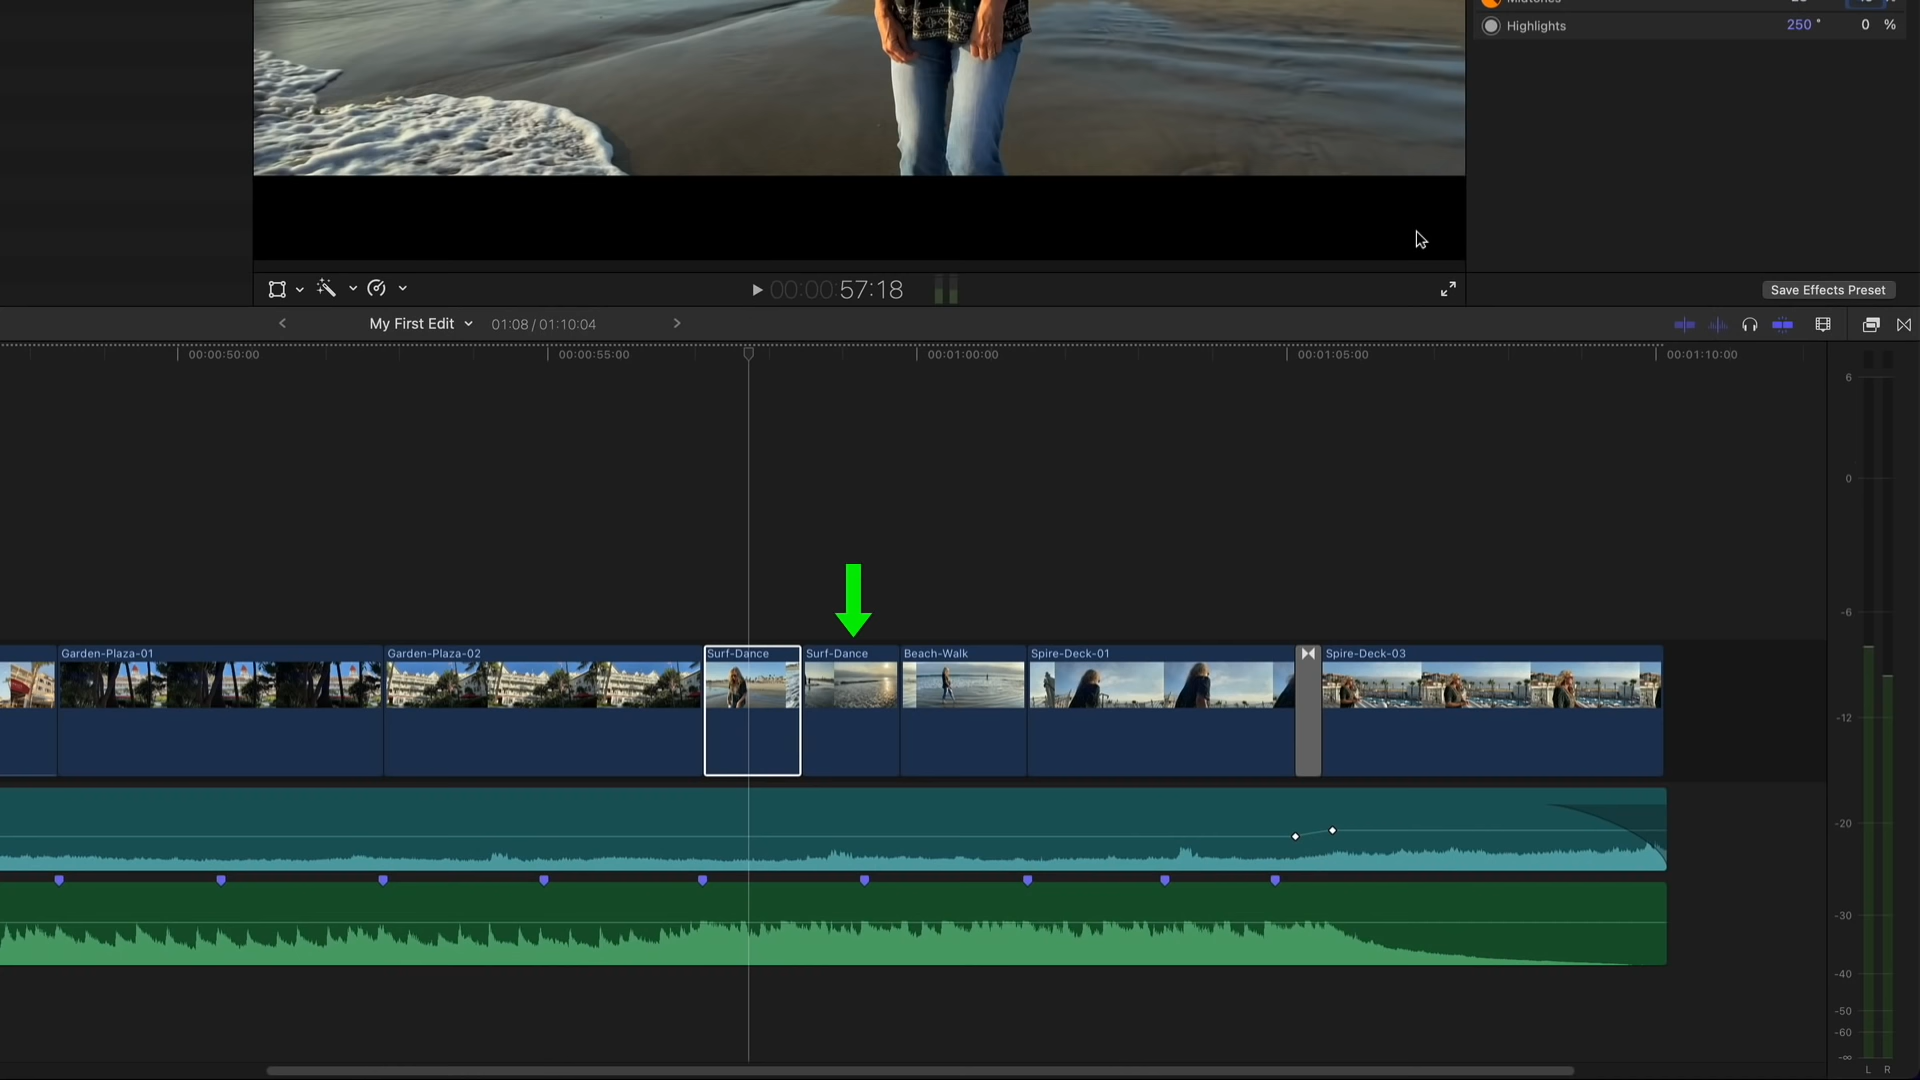 Midtones
Highlights 250 ° 0 %
00:00:57:18
Save Effects Preset
My First Edit 01:08 / 01:10:04
00:00:50:00 00:00:55:00 00:01:00:00 00:01:05:00 00:01:10:00
6
0
-6
Garden-Plaza-01 Garden-Plaza-02 Surf-Dance Surf-Dance Beach-Walk Spire-Deck-01 Spire-Deck-03
-12
-20
-30
-40
-50
-60
-∞
L R